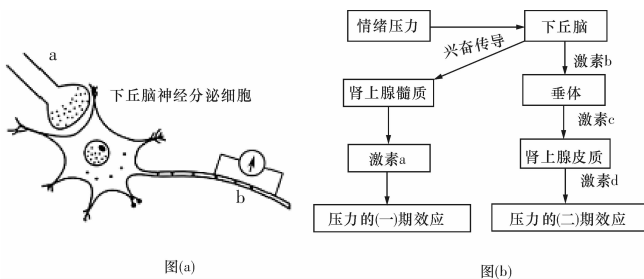 a
下丘脑神经分泌细胞
b
图(a)
情绪压力
下丘脑
兴奋传导
激素b
肾上腺髓质
垂体
激素c
激素a
肾上腺皮质
激素d
压力的(一)期效应
压力的(二)期效应
图(b)